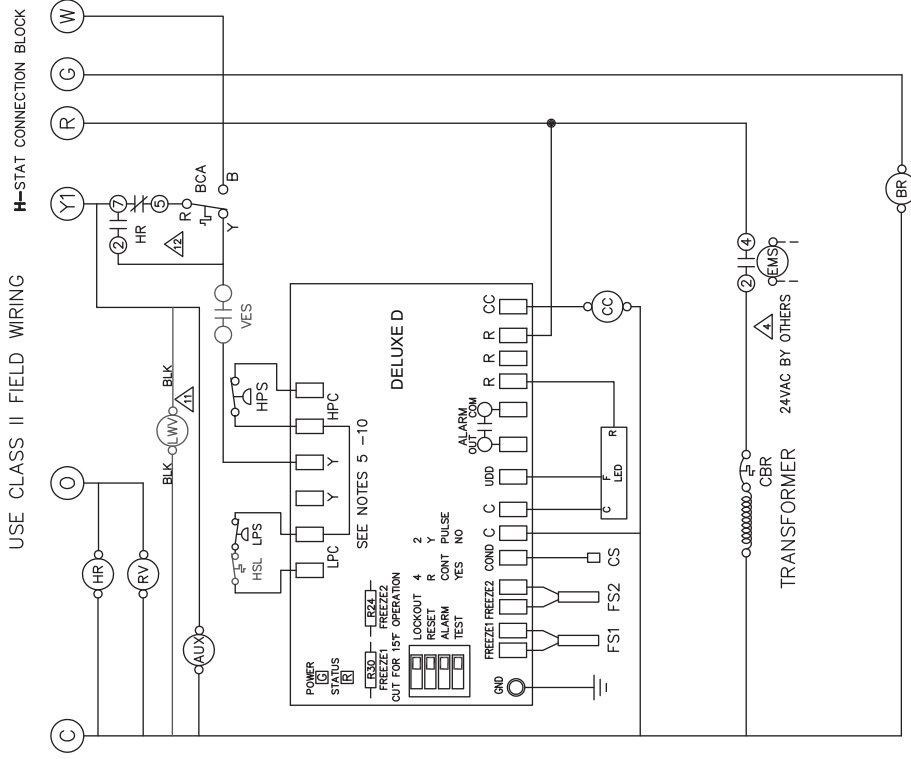 H-STAT CONNECTION BLOCK
USE CLASS II FIELD WIRING
C
O
Y1
R
G
W
HR
RV
AUX
BLK
LWV
BLK
11
2
7
HR
5
12
R
BCA
B
Y
VES
HPS
HSL
LPS
LPC
Y
Y
HPC
SEE NOTES 5 -10
DELUXE D
POWER
G
STATUS
R
R30
FREEZE1
R24
FREEZE2
CUT FOR 15°F OPERATION
LOCKOUT 4 2
RESET R Y
ALARM CONT PULSE
TEST YES NO
ALARM
OUT COM
GND
FREEZE1
FREEZE2
COND
C
C
UDD
R
R
R
CC
FS1
FS2
CS
C
F
LED
R
CC
4
24VAC BY OTHERS
2
4
EMS
CBR
TRANSFORMER
BR